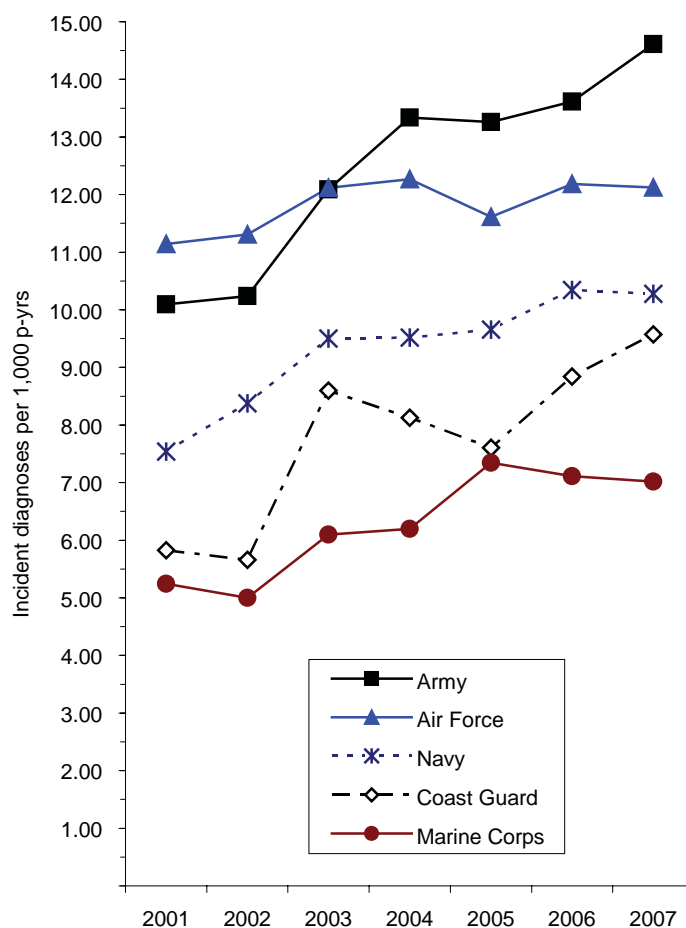 Incident diagnoses per 1,000 p-yrs
15.00
14.00
13.00
12.00
11.00
10.00
9.00
8.00
7.00
6.00
5.00
4.00
3.00
2.00
1.00
Army
Air Force
Navy
Coast Guard
Marine Corps
2001 2002 2003 2004 2005 2006 2007